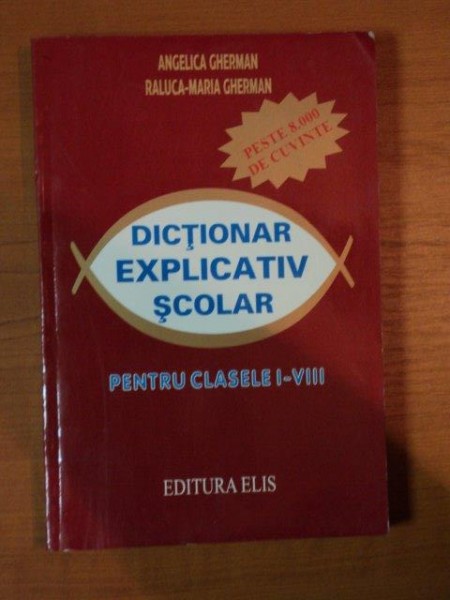 ANGELICA GHERMAN
RALUCA-MARIA GHERMAN
PESTE 8.000
DE CUVINTE
DICŢIONAR
EXPLICATIV
ŞCOLAR
PENTRU CLASELE I-VIII
EDITURA ELIS